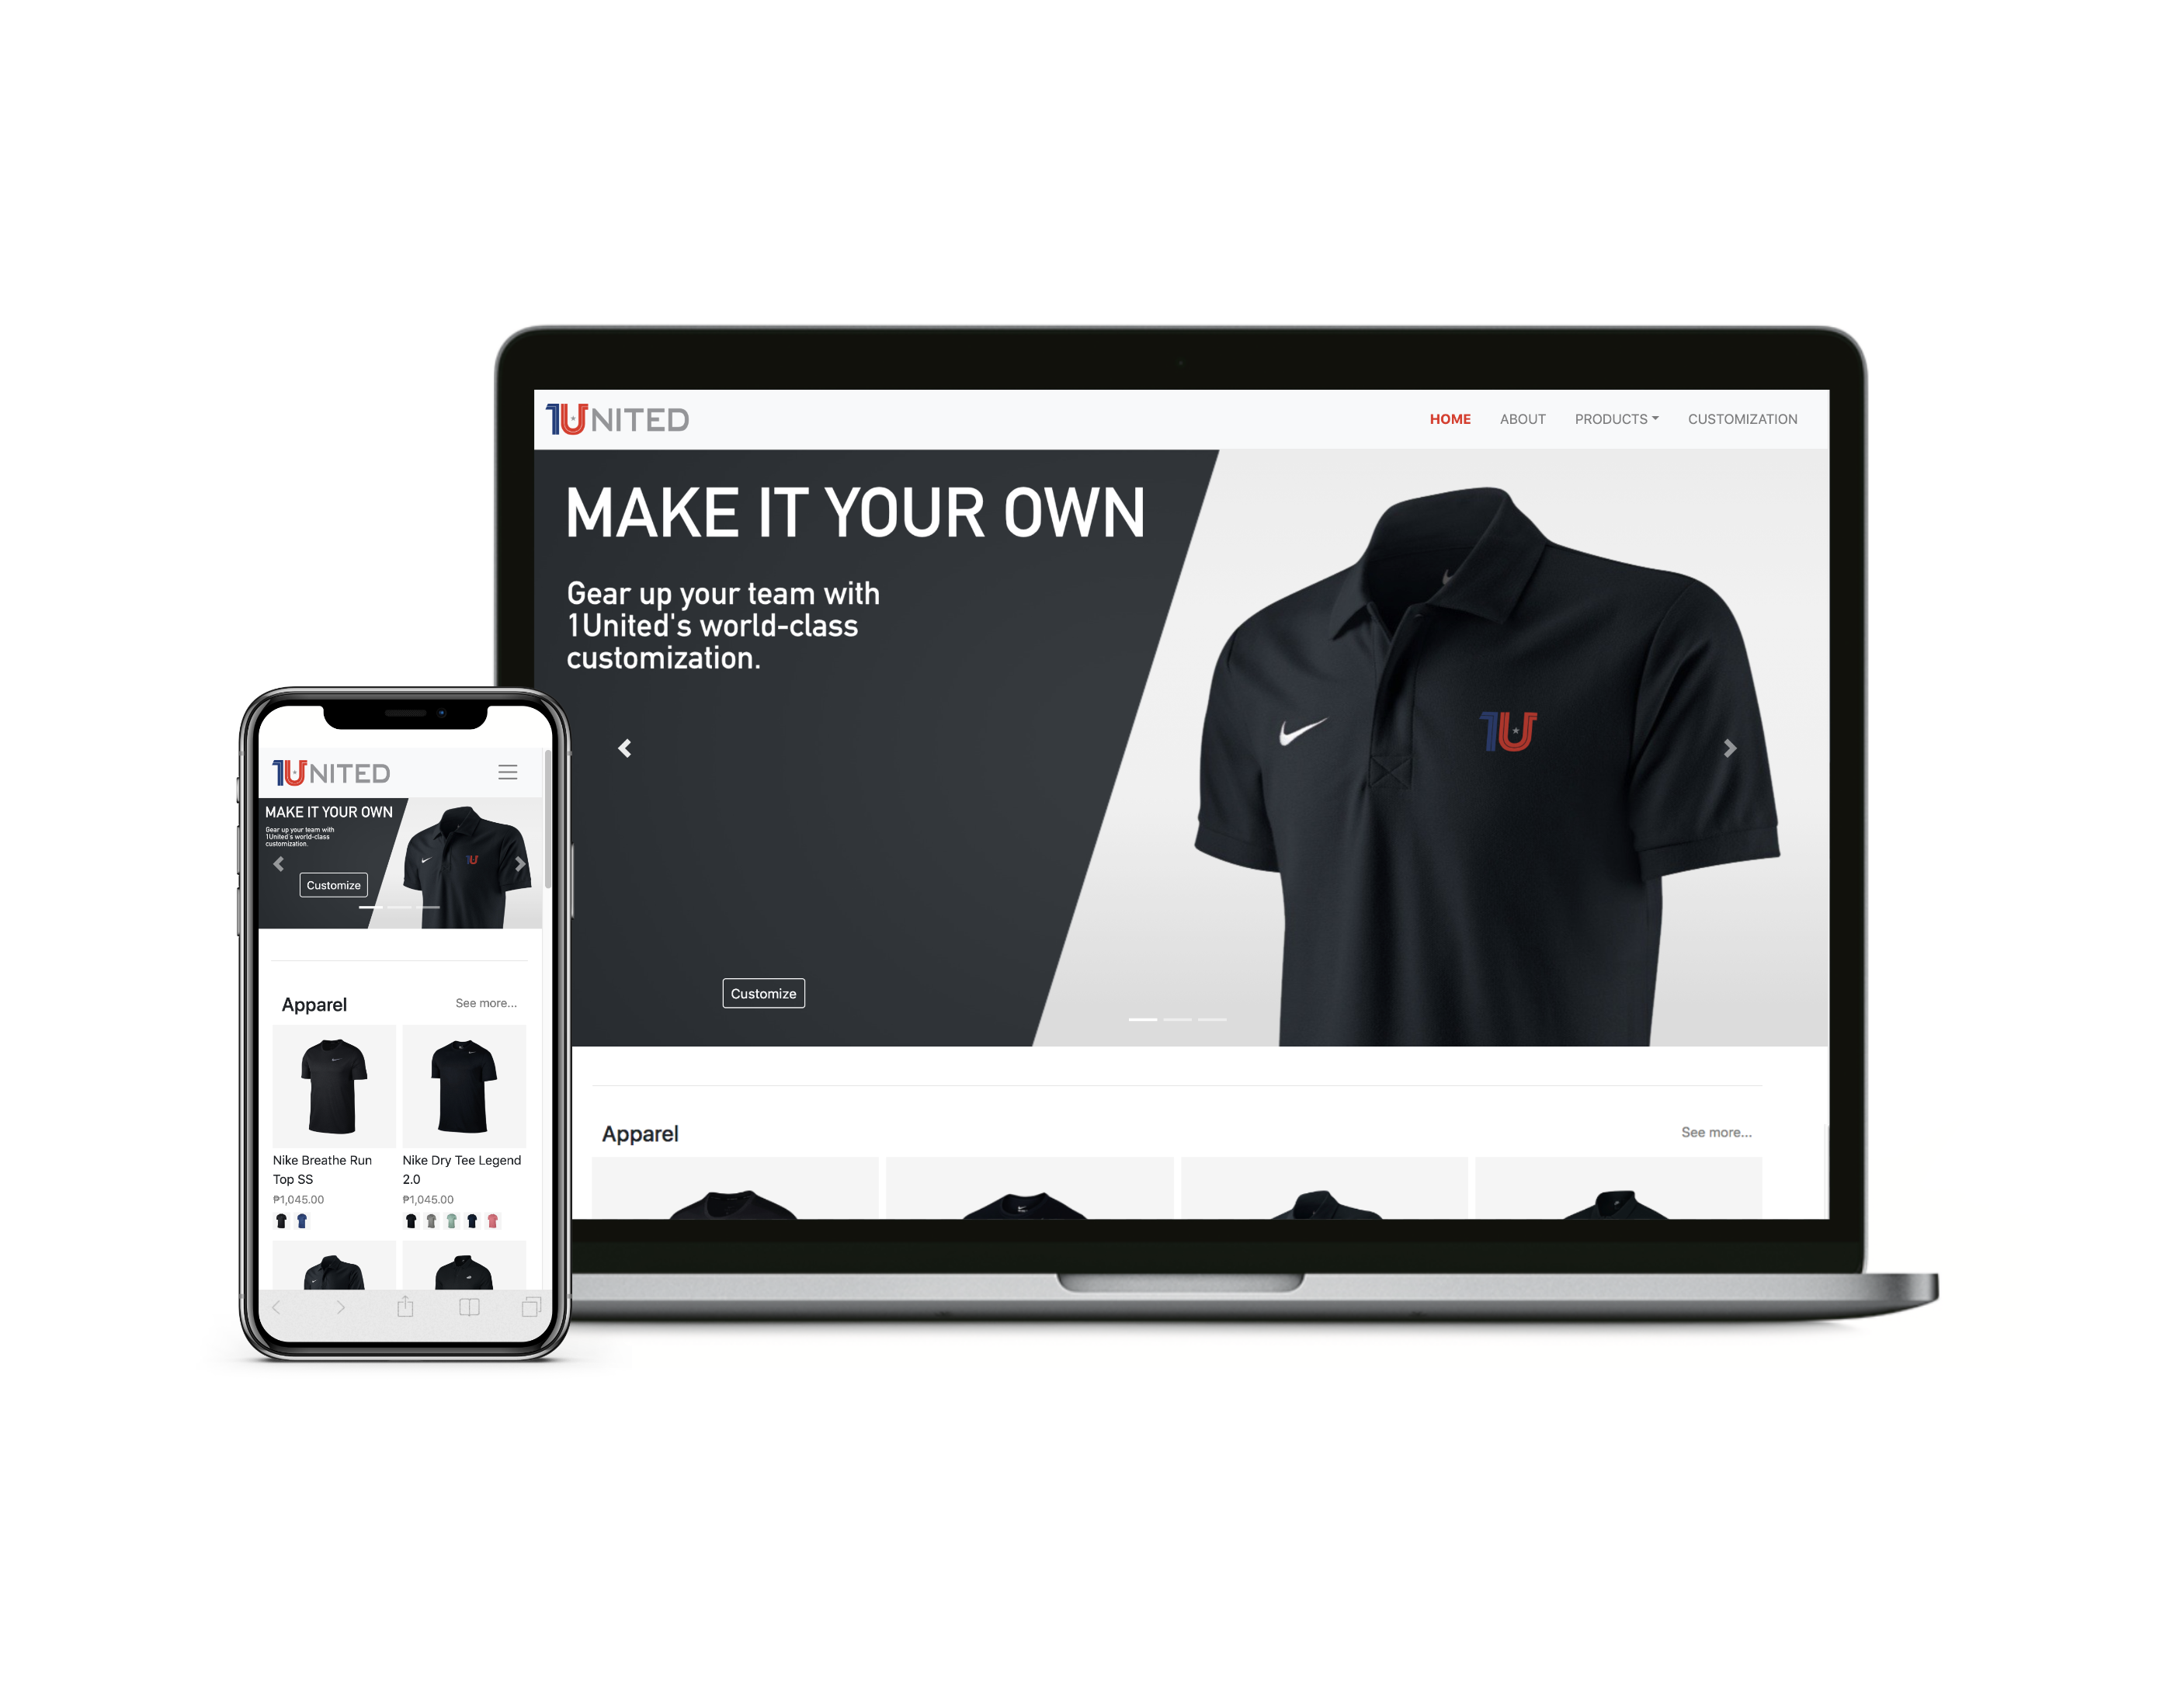 1UNITED
HOME ABOUT PRODUCTS CUSTOMIZATION
MAKE IT YOUR OWN
Gear up your team with
1United's world-class
customization.
1U
Customize
Apparel See more...
1UNITED
MAKE IT YOUR OWN
Gear up your team with
1United's world-class
customization.
1U
Customize
Apparel See more...
Nike Breathe Run
Top SS
₱1,045.00
Nike Dry Tee Legend
2.0
₱1,045.00